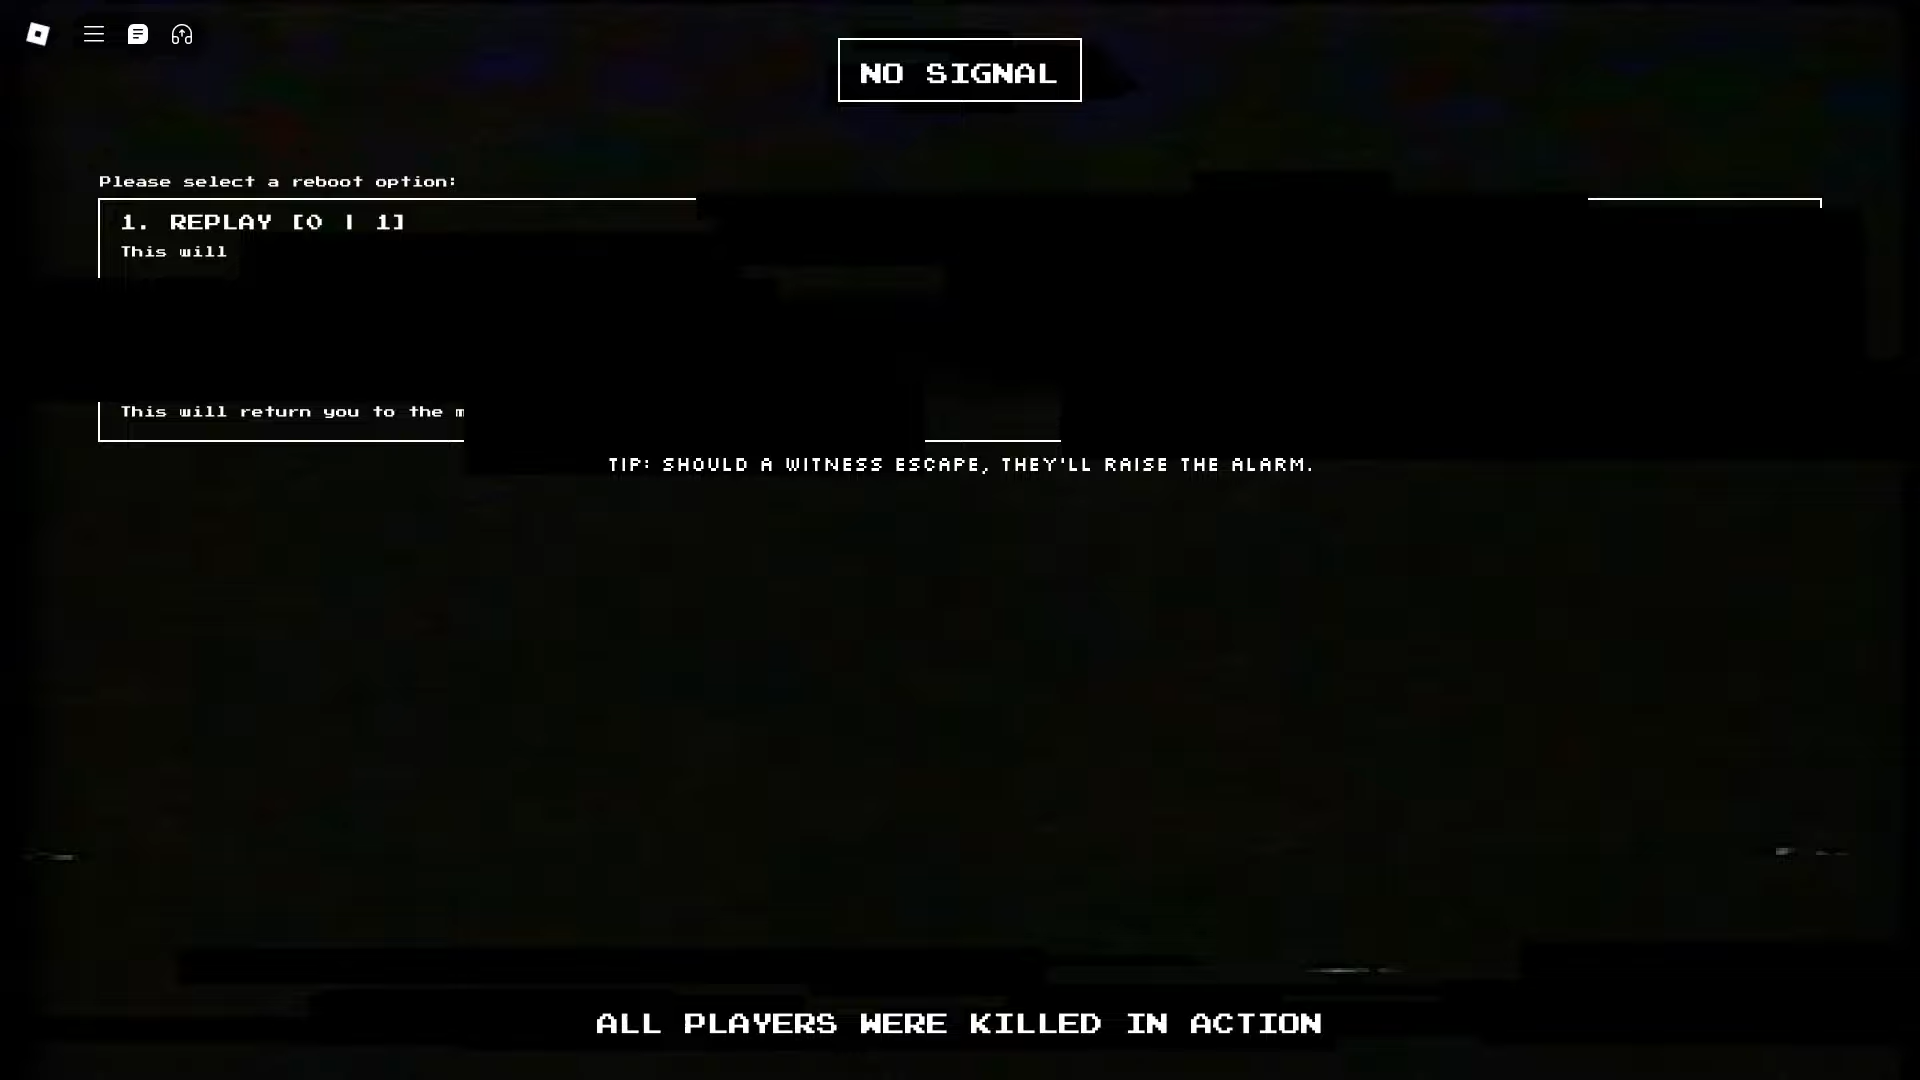 NO SIGNAL
Please select a reboot option:
1. REPLAY [0 | 1]
This will
This will return you to the
TIP: SHOULD A WITNESS ESCAPE, THEY'LL RAISE THE ALARM.
ALL PLAYERS WERE KILLED IN ACTION